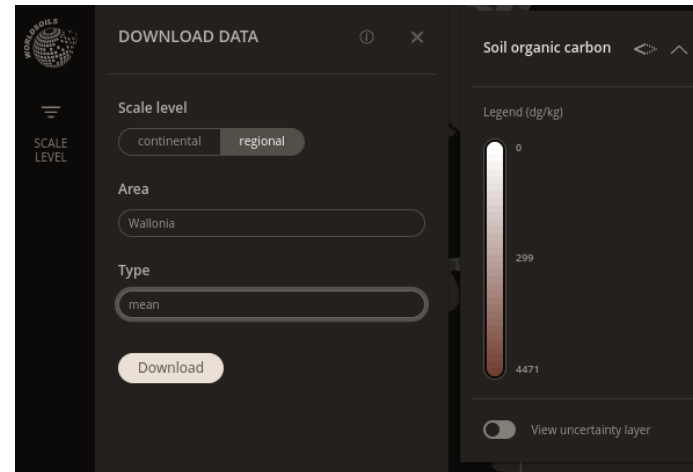 WORLDSOILS
SCALE
LEVEL
DOWNLOAD DATA
i
Scale level
continental
regional
Area
Wallonia
Type
mean
Download
Soil organic carbon
Legend (dg/kg)
0
299
4471
View uncertainty layer